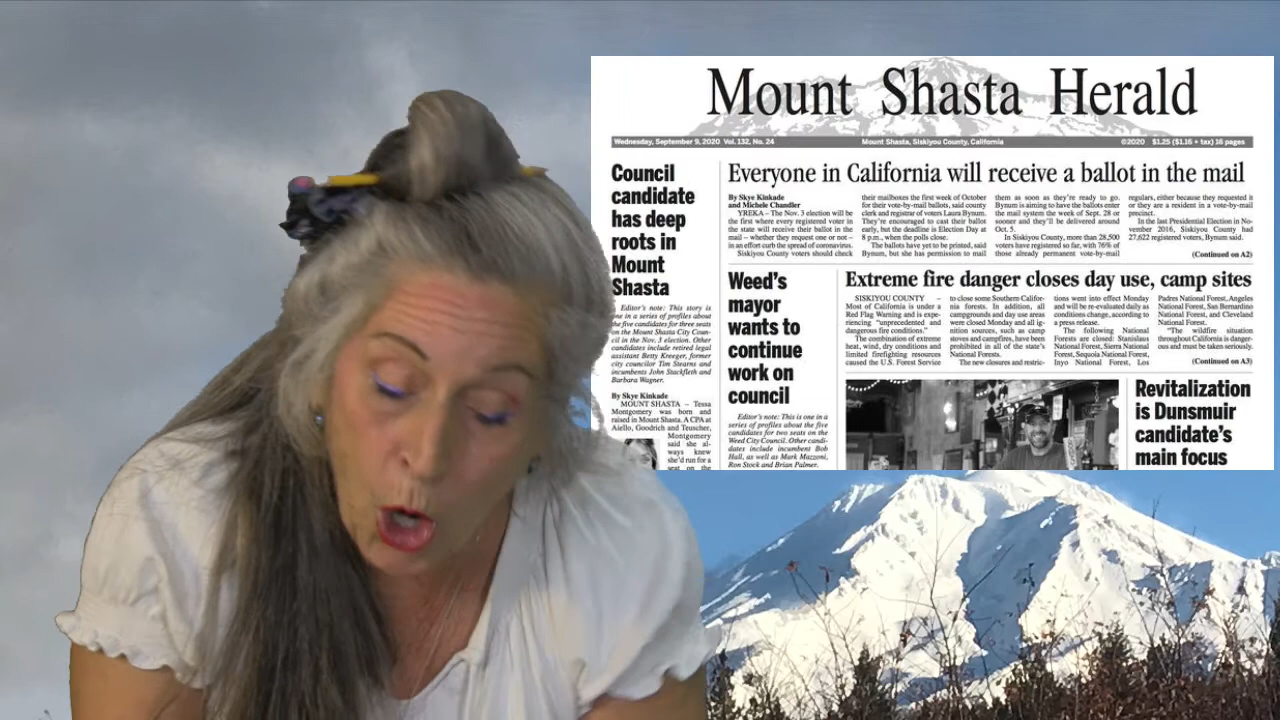 Mount Shasta Herald
Wednesday, September 9, 2020 Vol. 132, No. 24
Mount Shasta, Siskiyou County, California
©2020 $1.25 ($1.16 + tax) 16 pages
Council
candidate
has deep
roots in
Mount
Shasta
Editor's note: This story is
one in a series of profiles about
the five candidates for three seats
on the Mount Shasta City Coun-
cil in the Nov. 3 election. Other
candidates include retired legal
assistant Betty Kreeger, former
city councilor Tim Stearns and
incumbents John Stackfleth and
Barbara Wagner.
By Skye Kinkade
MOUNT SHASTA – Tessa
Montgomery was born and
raised in Mount Shasta. A CPA at
Aiello, Goodrich and Teuscher,
Montgomery
said she al-
ways knew
she'd run for a
seat on the
Everyone in California will receive a ballot in the mail
By Skye Kinkade
and Michele Chandler
YREKA – The Nov. 3 election will be
the first where every registered voter in
the state will receive their ballot in the
mail – whether they request one or not –
in an effort curb the spread of coronavirus.
Siskiyou County voters should check
their mailboxes the first week of October
for their vote-by-mail ballots, said county
clerk and registrar of voters Laura Bynum.
They're encouraged to cast their ballot
early, but the deadline is Election Day at
8 p.m., when the polls close.
The ballots have yet to be printed, said
Bynum, but she has permission to mail
them as soon as they're ready to go.
Bynum is aiming to have the ballots enter
the mail system the week of Sept. 28 or
sooner and they'll be delivered around
Oct. 5.
In Siskiyou County, more than 28,500
voters have registered so far, with 76% of
those already permanent vote-by-mail
regulars, either because they requested it
or they are a resident in a vote-by-mail
precinct.
In the last Presidential Election in No-
vember 2016, Siskiyou County had
27,622 registered voters, Bynum said.
(Continued on A2)
Weed's
mayor
wants to
continue
work on
council
Editor's note: This is one in a
series of profiles about the four
candidates for two seats on the
Weed City Council. Other candi-
dates include incumbent Bob
Hall, as well as Mark Mazzoni,
Ron Stock and Brian Palmer.
Extreme fire danger closes day use, camp sites
SISKIYOU COUNTY –
Most of California is under a
Red Flag Warning and is expe-
riencing "unprecedented and
dangerous fire conditions."
The combination of extreme
heat, wind, dry conditions and
limited firefighting resources
caused the U.S. Forest Service
to close some Southern Califor-
nia forests. In addition, all
campgrounds and day use areas
were closed Monday and all ig-
nition sources, such as camp
stoves and campfires, have been
prohibited in all of the state's
National Forests.
The new closures and restric-
tions went into effect Monday
and will be re-evaluated daily as
conditions change, according to
a press release.
The following National
Forests are closed: Stanislaus
National Forest, Sierra National
Forest, Sequoia National Forest,
Inyo National Forest, Los
Padres National Forest, Angeles
National Forest, San Bernardino
National Forest, and Cleveland
National Forest.
"The wildfire situation
throughout California is danger-
ous and must be taken seriously.
(Continued on A3)
Revitalization
is Dunsmuir
candidate's
main focus